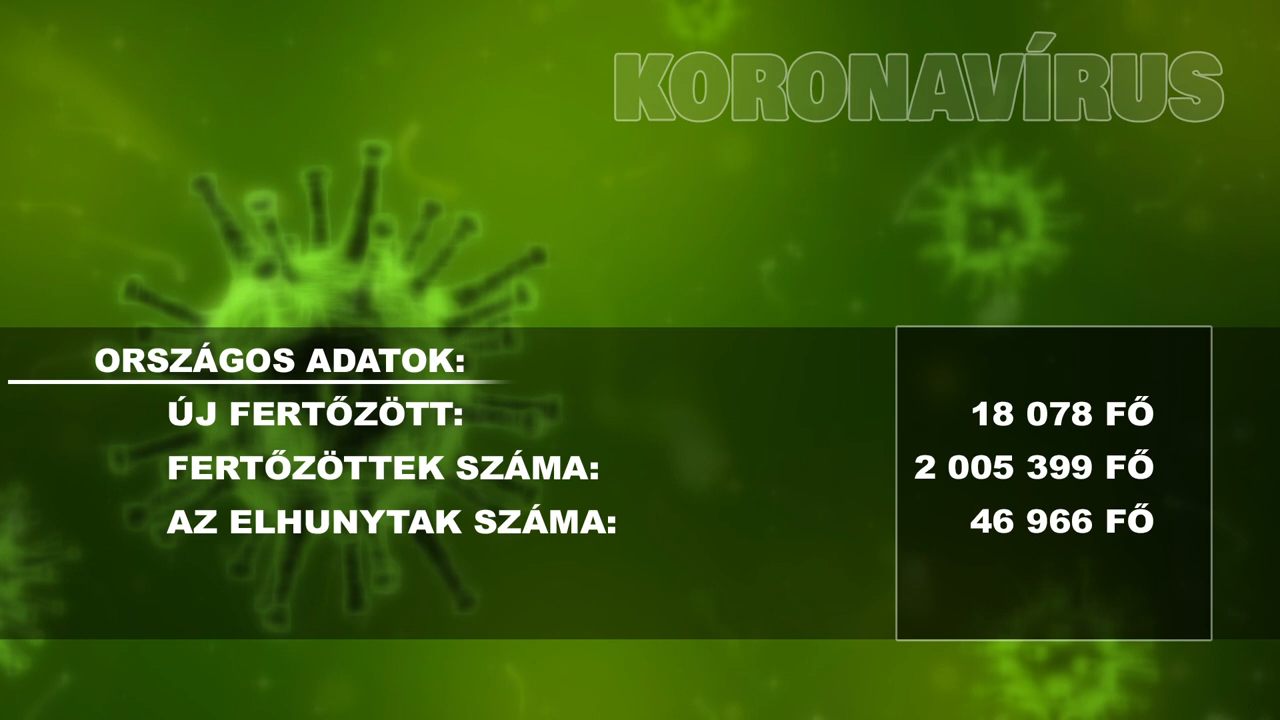 KORONAVÍRUS
ORSZÁGOS ADATOK:
ÚJ FERTŐZÖTT: 18 078 FŐ
FERTŐZÖTTEK SZÁMA: 2 005 399 FŐ
AZ ELHUNYTAK SZÁMA: 46 966 FŐ